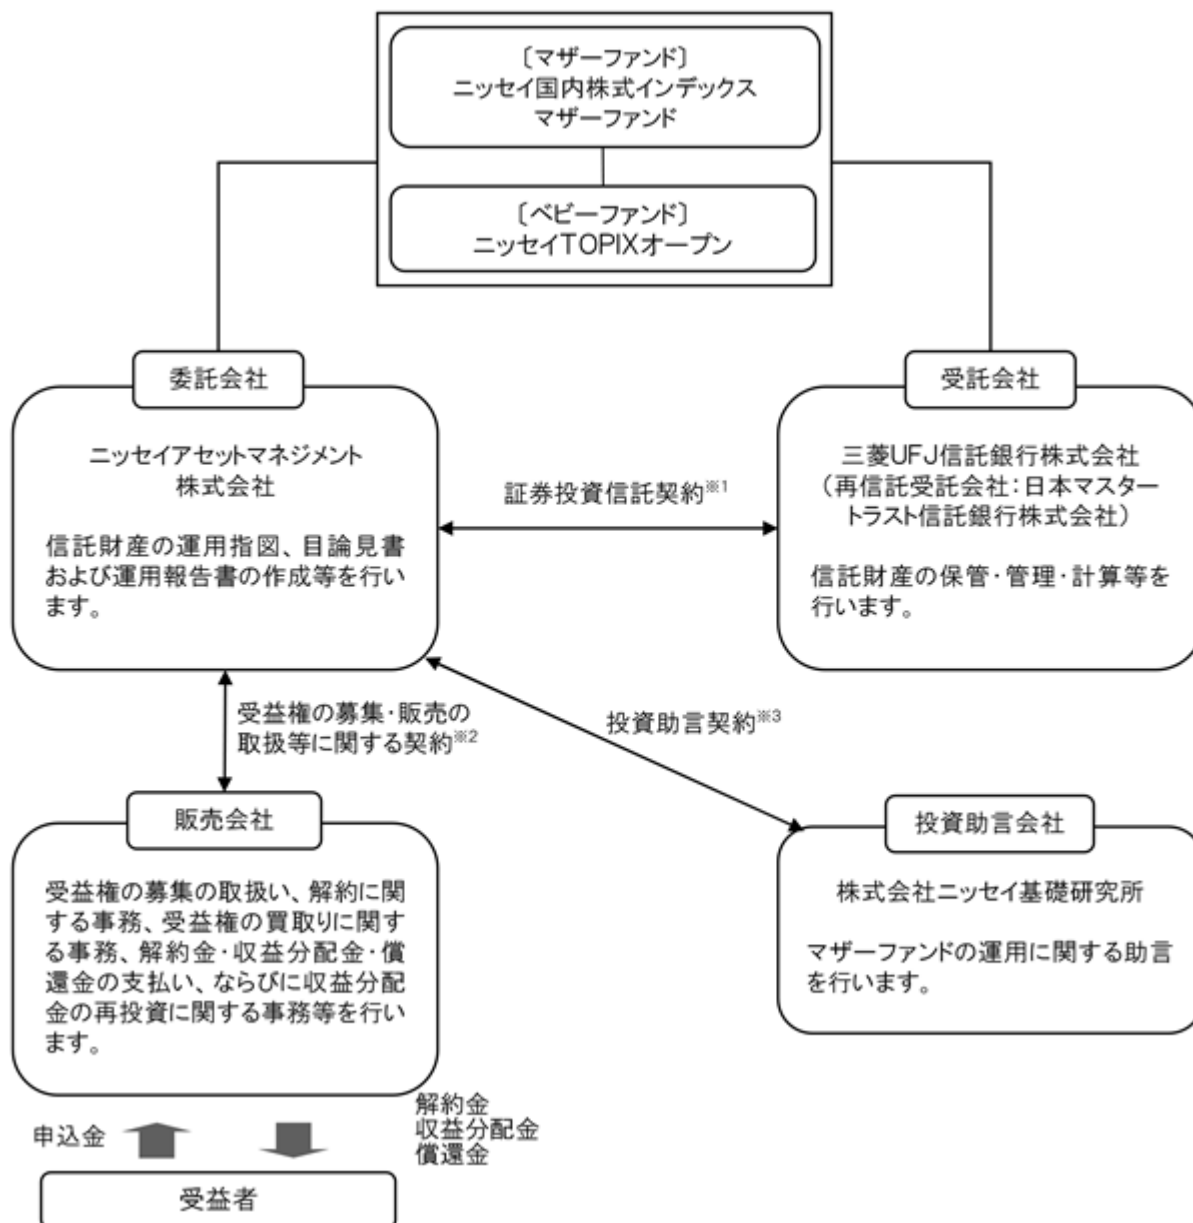 〔マザーファンド〕
ニッセイ国内株式インデックス
マザーファンド
〔ベビーファンド〕
ニッセイTOPIXオープン
委託会社
ニッセイアセットマネジメント
株式会社
信託財産の運用指図、目論見書
および運用報告書の作成等を行い
ます。
受託会社
三菱UFJ信託銀行株式会社
（再信託受託会社：日本マスター
トラスト信託銀行株式会社）
信託財産の保管・管理・計算等を
行います。
証券投資信託契約※1
受益権の募集・販売の
取扱等に関する契約※2
投資助言契約※3
販売会社
受益権の募集の取扱い、解約に関
する事務、受益権の買取りに関す
る事務、解約金・収益分配金・償
還金の支払い、ならびに収益分配
金の再投資に関する事務等を行い
ます。
投資助言会社
株式会社ニッセイ基礎研究所
マザーファンドの運用に関する助言
を行います。
申込金
解約金
収益分配金
償還金
受益者